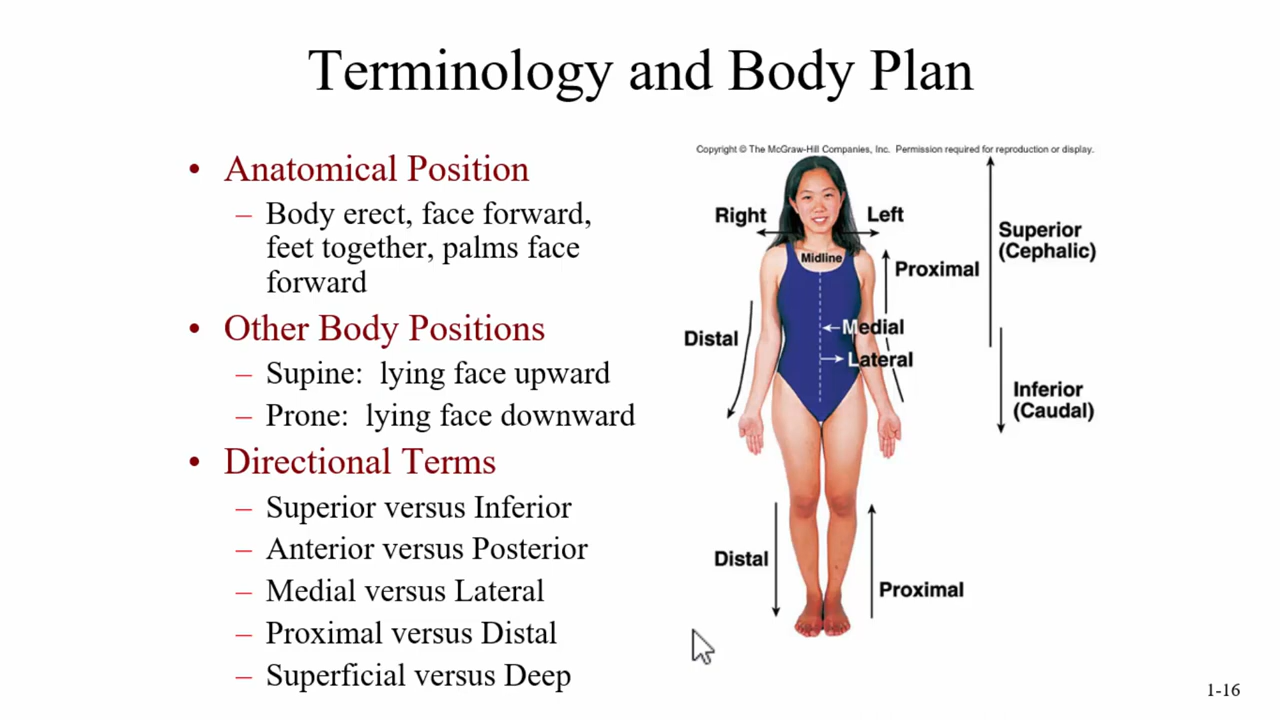 Terminology and Body Plan
• Anatomical Position
– Body erect, face forward,
feet together, palms face
forward
• Other Body Positions
– Supine:  lying face upward
– Prone:  lying face downward
• Directional Terms
– Superior versus Inferior
– Anterior versus Posterior
– Medial versus Lateral
– Proximal versus Distal
– Superficial versus Deep
Copyright © The McGraw-Hill Companies, Inc.  Permission required for reproduction or display.
Right
Left
Superior
(Cephalic)
Midline
Proximal
Medial
Distal
Lateral
Inferior
(Caudal)
Distal
Proximal
1-16